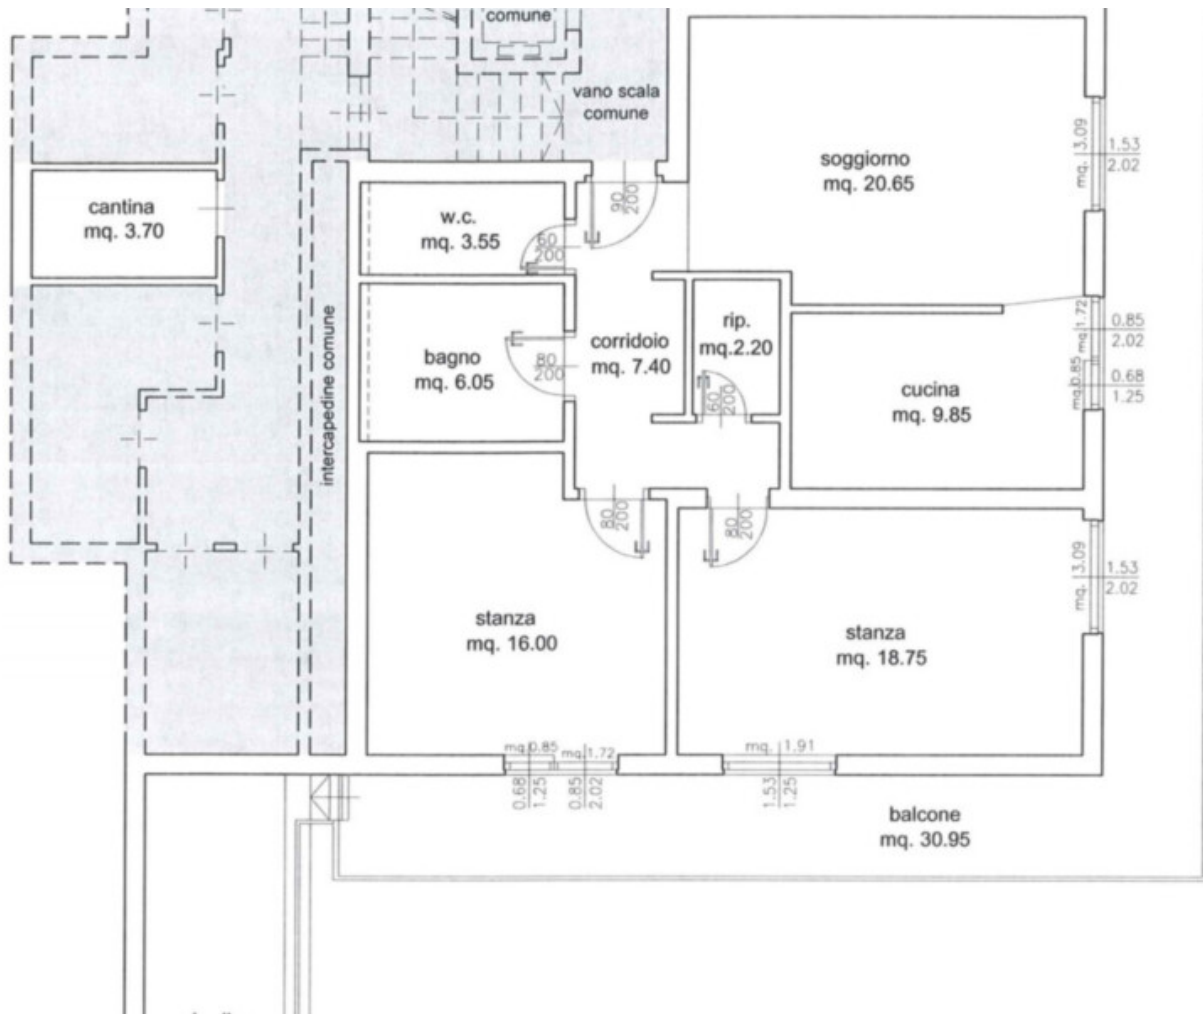 comune
vano scala
comune
soggiorno
mq. 20.65
mq. 3.09
1.53
2.02
cantina
mq. 3.70
w.c.
mq. 3.55
90
200
60
200
intercapedine comune
bagno
mq. 6.05
80
200
corridoio
mq. 7.40
rip.
mq.2.20
60
200
cucina
mq. 9.85
mq. 1.72
0.85
2.02
mq.0.85
0.68
1.25
80
200
80
200
stanza
mq. 16.00
stanza
mq. 18.75
mq. 3.09
1.53
2.02
mq.0.85
mq. 1.72
0.68
1.25
0.85
2.02
mq. 1.91
1.53
1.25
balcone
mq. 30.95